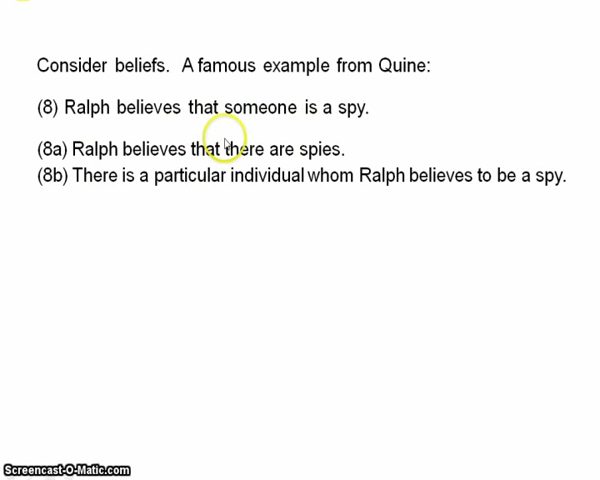 Consider beliefs. A famous example from Quine:
(8) Ralph believes that someone is a spy.
(8a) Ralph believes that there are spies.
(8b) There is a particular individual whom Ralph believes to be a spy.
Screencast-O-Matic.com